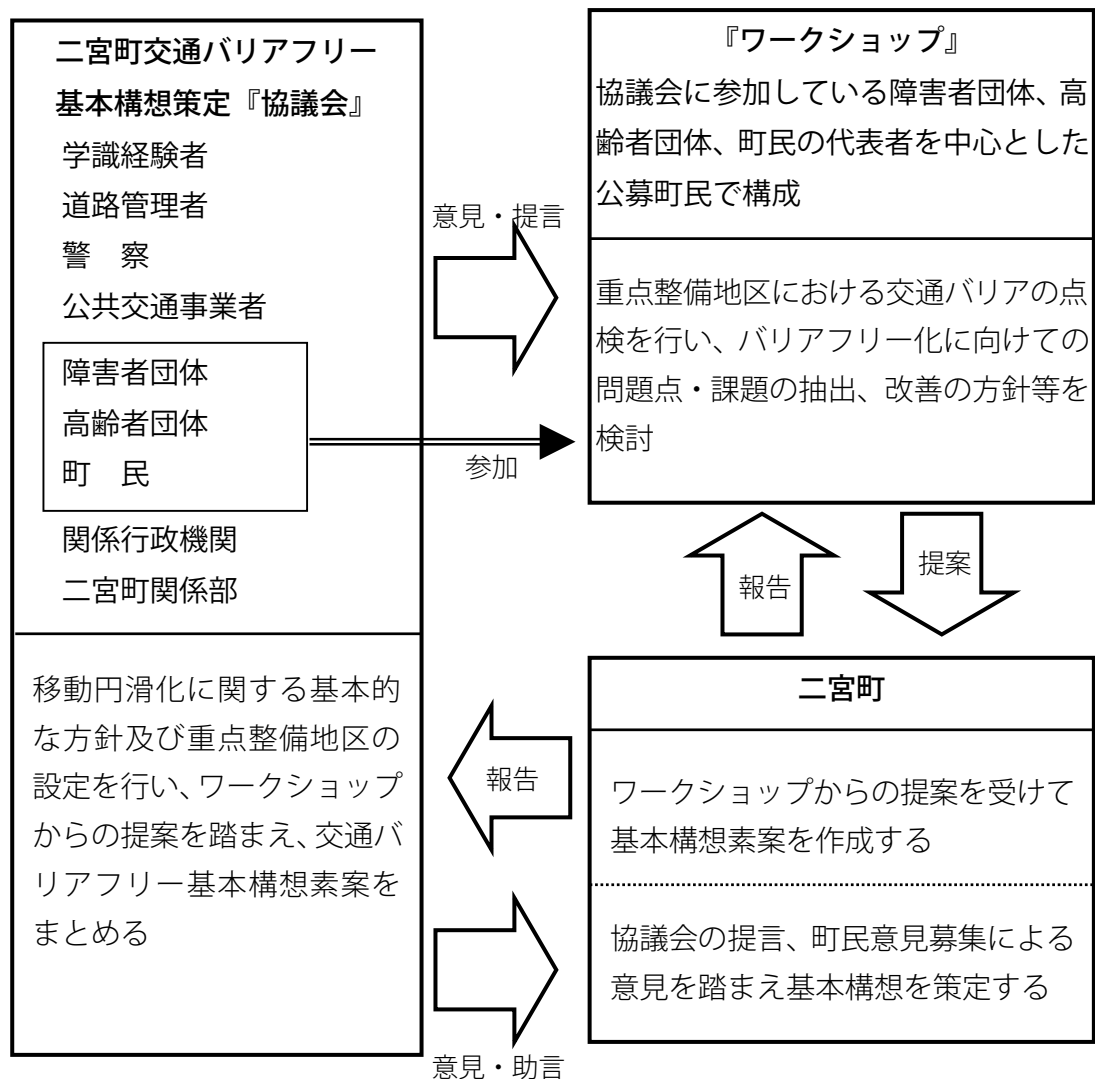 二宮町交通バリアフリー
基本構想策定『協議会』
学識経験者
道路管理者
警　察
公共交通事業者
障害者団体
高齢者団体
町　民
関係行政機関
二宮町関係部
移動円滑化に関する基本的
な方針及び重点整備地区の
設定を行い、ワークショップ
からの提案を踏まえ、交通バ
リアフリー基本構想素案を
まとめる
意見・提言
参加
報告
意見・助言
『ワークショップ』
協議会に参加している障害者団体、高
齢者団体、町民の代表者を中心とした
公募町民で構成
重点整備地区における交通バリアの点
検を行い、バリアフリー化に向けての
問題点・課題の抽出、改善の方針等を
検討
報告
提案
二宮町
ワークショップからの提案を受けて
基本構想素案を作成する
協議会の提言、町民意見募集による
意見を踏まえ基本構想を策定する